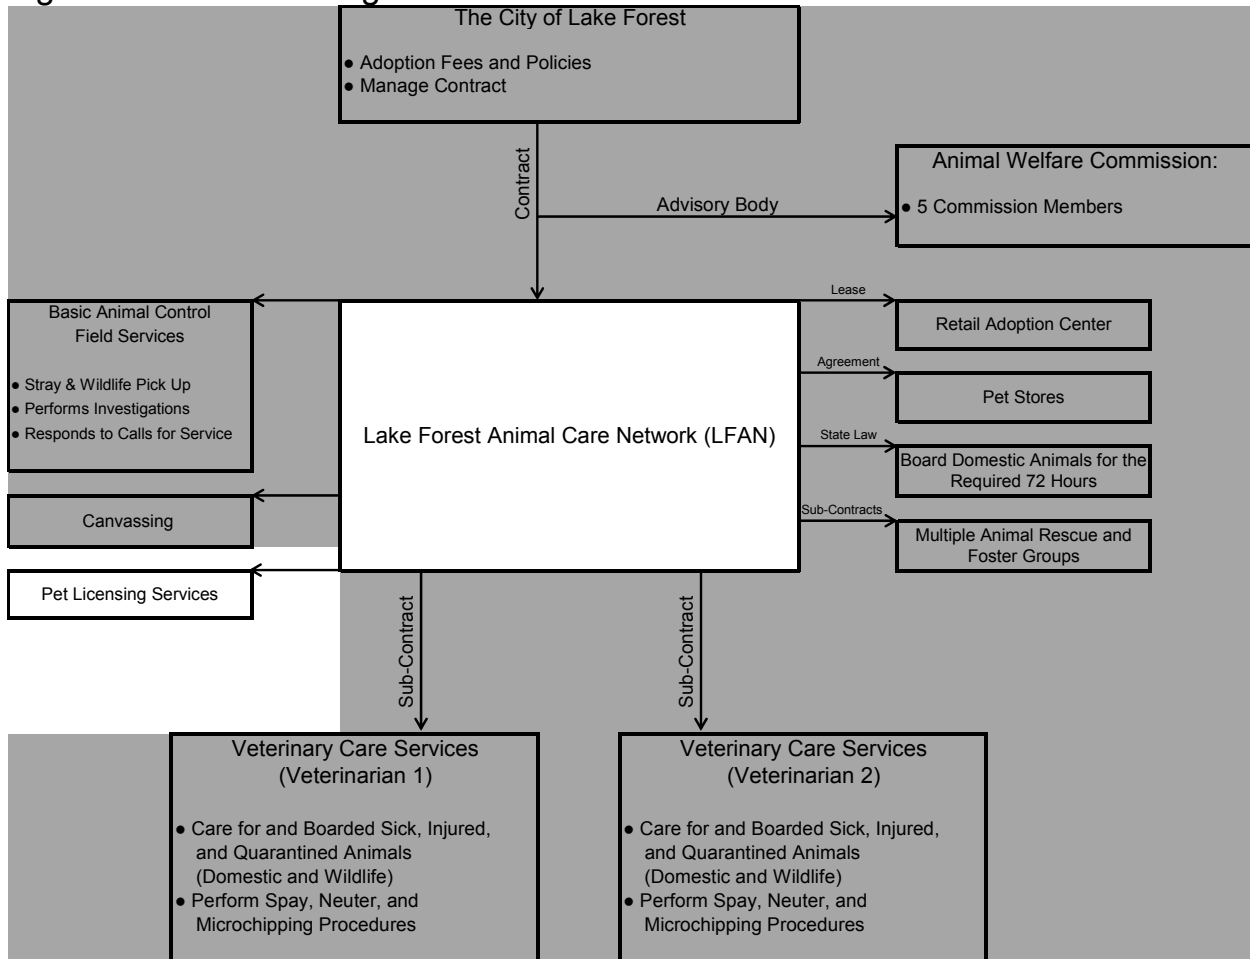 The City of Lake Forest
● Adoption Fees and Policies
● Manage Contract
Contract
Advisory Body
Animal Welfare Commission:
● 5 Commission Members
Basic Animal Control
Field Services
● Stray & Wildlife Pick Up
● Performs Investigations
● Responds to Calls for Service
Canvassing
Pet Licensing Services
Lake Forest Animal Care Network (LFAN)
Lease
Retail Adoption Center
Agreement
Pet Stores
State Law
Board Domestic Animals for the
Required 72 Hours
Sub-Contracts
Multiple Animal Rescue and
Foster Groups
Sub-Contract
Sub-Contract
Veterinary Care Services
(Veterinarian 1)
● Care for and Boarded Sick, Injured,
and Quarantined Animals
(Domestic and Wildlife)
● Perform Spay, Neuter, and
Microchipping Procedures
Veterinary Care Services
(Veterinarian 2)
● Care for and Boarded Sick, Injured,
and Quarantined Animals
(Domestic and Wildlife)
● Perform Spay, Neuter, and
Microchipping Procedures